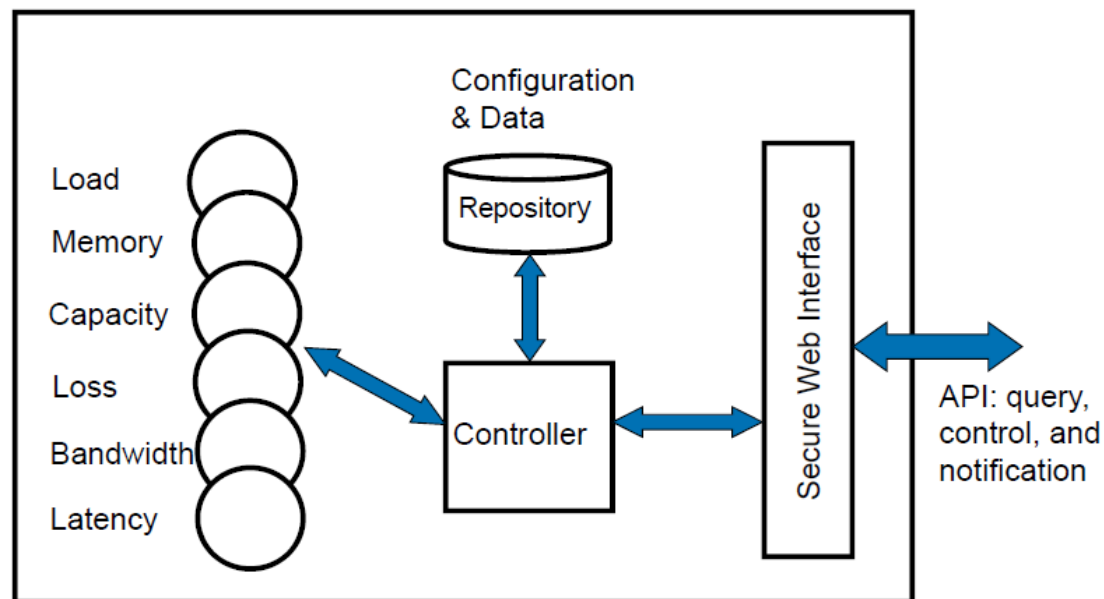 Configuration
& Data
Load
Memory
Capacity
Loss
Bandwidth
Latency
Repository
Controller
Secure Web Interface
API: query,
control, and
notification